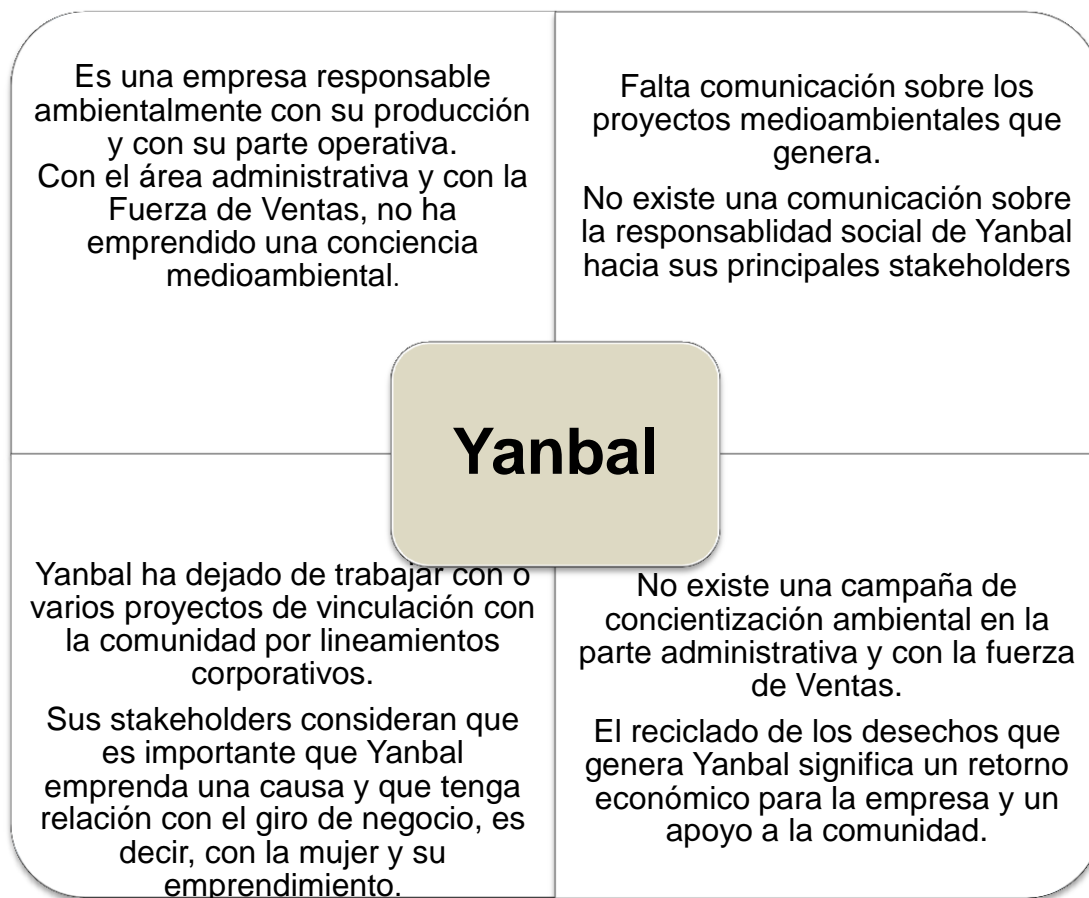 Es una empresa responsable
ambientalmente con su producción
y con su parte operativa.
Con el área administrativa y con la
Fuerza de Ventas, no ha
emprendido una conciencia
medioambiental.
Falta comunicación sobre los
proyectos medioambientales que
genera.
No existe una comunicación sobre
la responsablidad social de Yanbal
hacia sus principales stakeholders
Yanbal
Yanbal ha dejado de trabajar con o
varios proyectos de vinculación con
la comunidad por lineamientos
corporativos.
Sus stakeholders consideran que
es importante que Yanbal
emprenda una causa y que tenga
relación con el giro de negocio, es
decir, con la mujer y su
emprendimiento.
No existe una campaña de
concientización ambiental en la
parte administrativa y con la fuerza
de Ventas.
El reciclado de los desechos que
genera Yanbal significa un retorno
económico para la empresa y un
apoyo a la comunidad.